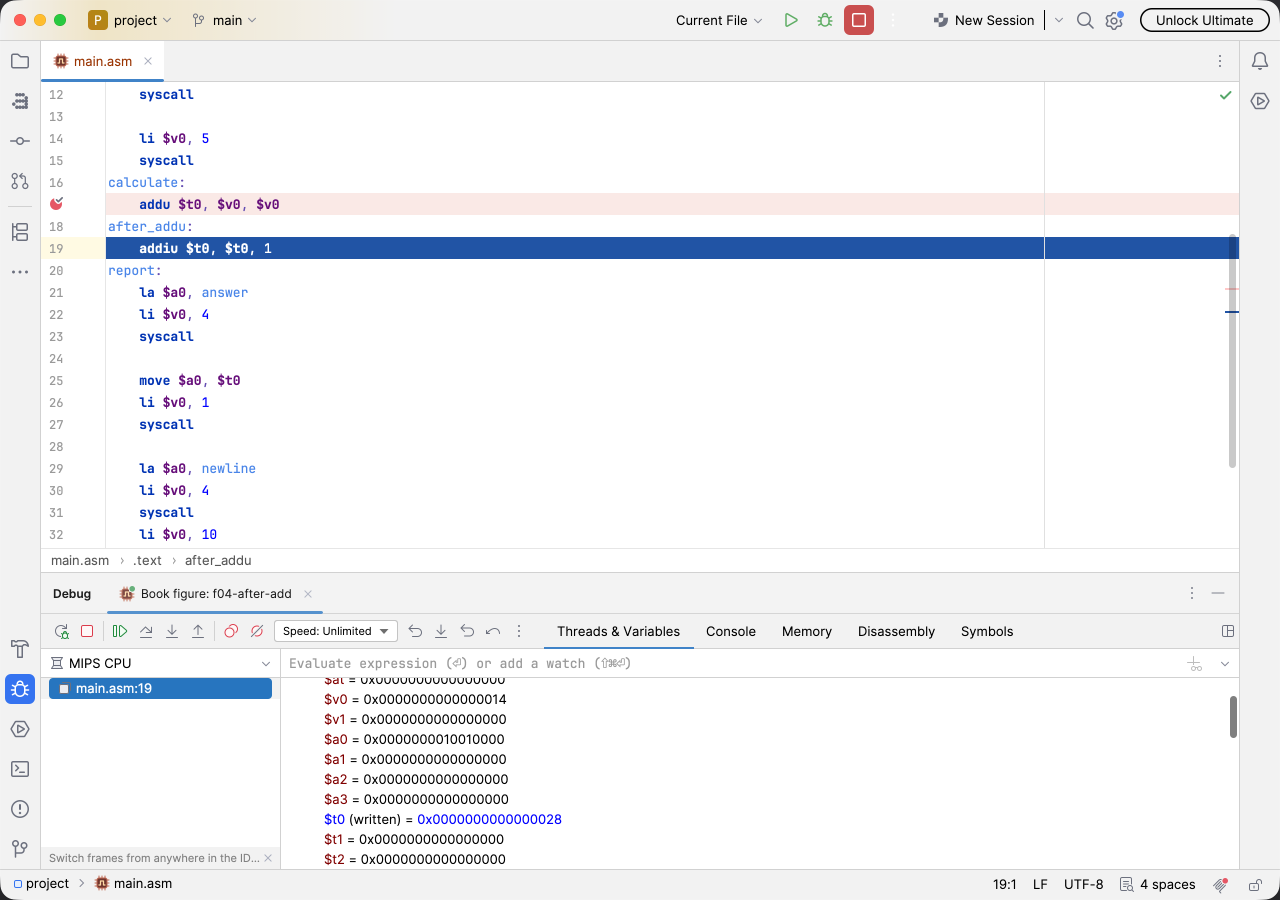 P project main Current File New Session Unlock Ultimate
main.asm
12 syscall
13
14 li $v0, 5
15 syscall
16 calculate:
addu $t0, $v0, $v0
18 after_addu:
19 addiu $t0, $t0, 1
20 report:
21 la $a0, answer
22 li $v0, 4
23 syscall
24
25 move $a0, $t0
26 li $v0, 1
27 syscall
28
29 la $a0, newline
30 li $v0, 4
31 syscall
32 li $v0, 10
main.asm › .text › after_addu
Debug Book figure: f04-after-add
Speed: Unlimited Threads & Variables Console Memory Disassembly Symbols
MIPS CPU Evaluate expression (⏎) or add a watch (⇧⌘⏎)
main.asm:19
$at = 0x0000000000000000
$v0 = 0x0000000000000014
$v1 = 0x0000000000000000
$a0 = 0x0000000010010000
$a1 = 0x0000000000000000
$a2 = 0x0000000000000000
$a3 = 0x0000000000000000
$t0 (written) = 0x0000000000000028
$t1 = 0x0000000000000000
$t2 = 0x0000000000000000
Switch frames from anywhere in the ID...
project › main.asm 19:1 LF UTF-8 4 spaces